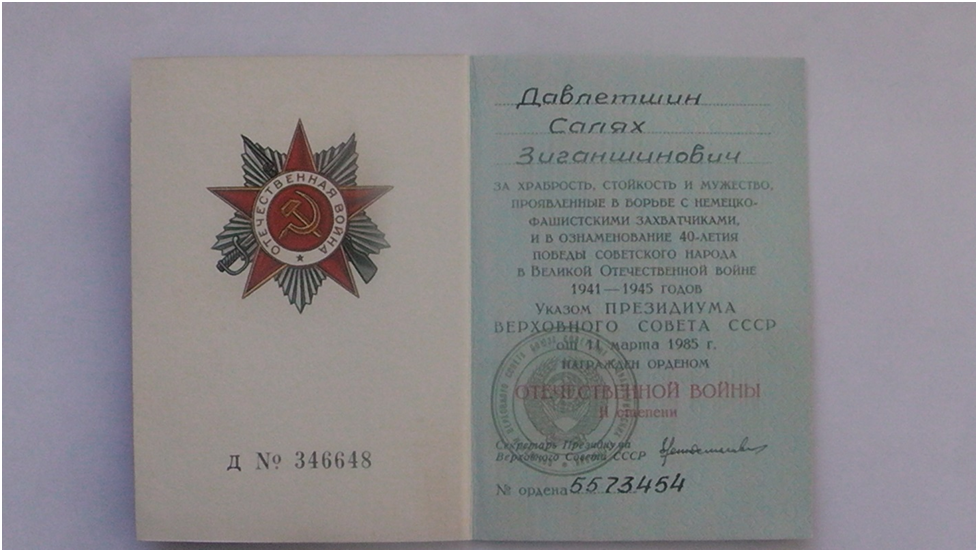 ОТЕЧЕСТВЕННАЯ ВОЙНА
Д № 346648
Давлетшин
Салях
Зиганшинович
ЗА ХРАБРОСТЬ, СТОЙКОСТЬ И МУЖЕСТВО,
ПРОЯВЛЕННЫЕ В БОРЬБЕ С НЕМЕЦКО-
ФАШИСТСКИМИ ЗАХВАТЧИКАМИ,
И В ОЗНАМЕНОВАНИЕ 40-ЛЕТИЯ
ПОБЕДЫ СОВЕТСКОГО НАРОДА
В ВЕЛИКОЙ ОТЕЧЕСТВЕННОЙ ВОЙНЕ
1941—1945 ГОДОВ
УКАЗОМ ПРЕЗИДИУМА
ВЕРХОВНОГО СОВЕТА СССР
от 11 марта 1985 г.
НАГРАЖДЕН ОРДЕНОМ
ОТЕЧЕСТВЕННОЙ ВОЙНЫ
II степени
Секретарь Президиума
Верховного Совета СССР
№ ордена 5573454